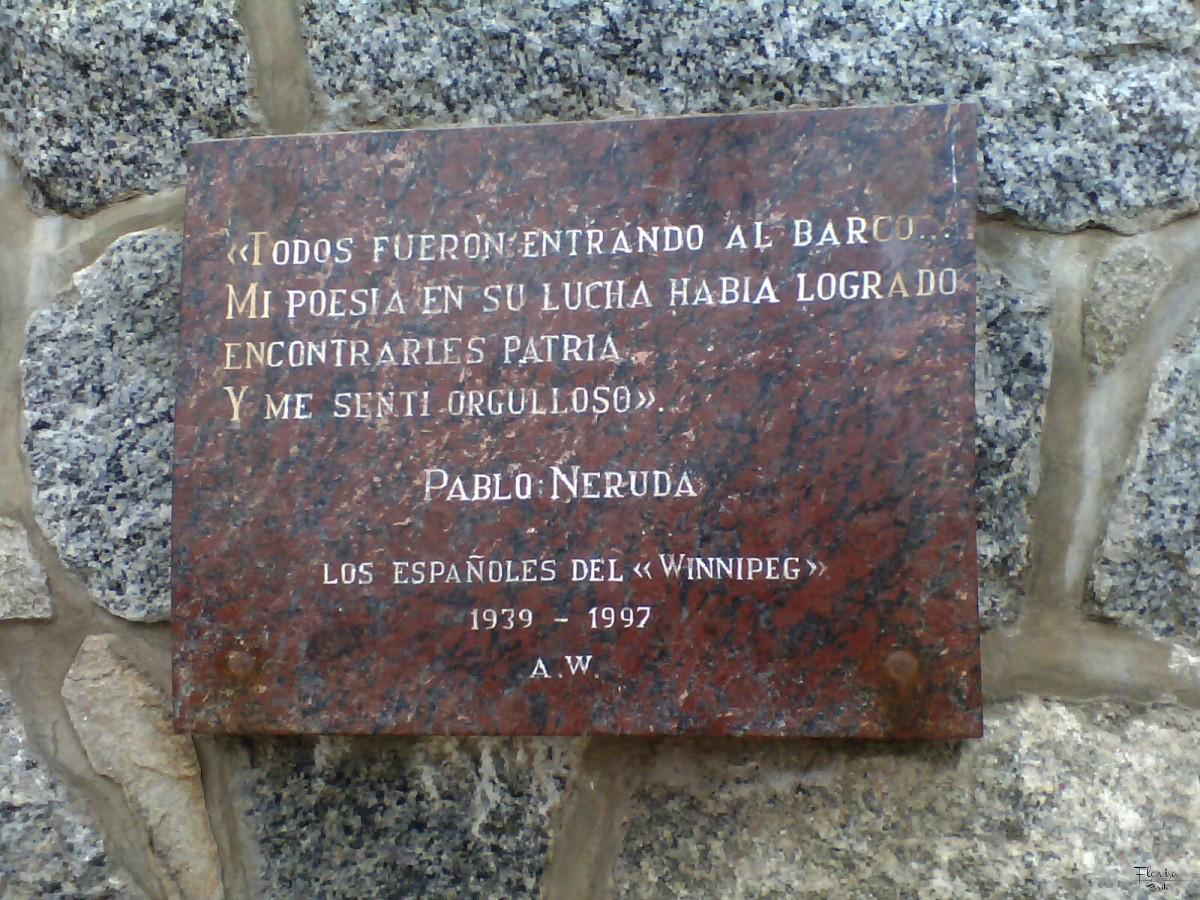 «TODOS FUERON ENTRANDO AL BARCO...
MI POESIA EN SU LUCHA HABIA LOGRADO
ENCONTRARLES PATRIA.
Y ME SENTI ORGULLOSO».
PABLO NERUDA
LOS ESPAÑOLES DEL «WINNIPEG»
1939 - 1997
A.W.